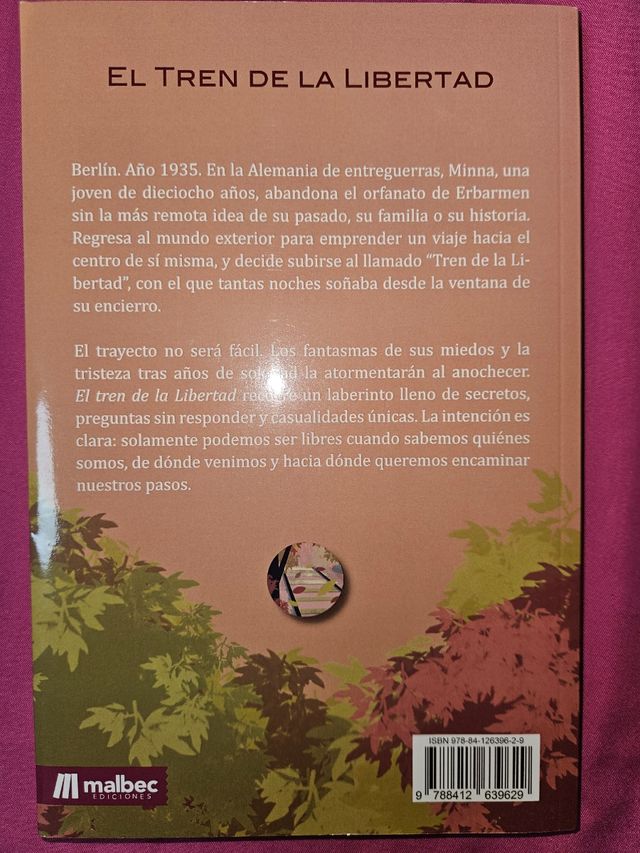 EL TREN DE LA LIBERTAD
Berlín. Año 1935. En la Alemania de entreguerras, Minna, una
joven de dieciocho años, abandona el orfanato de Erbarmen
sin la más remota idea de su pasado, su familia o su historia.
Regresa al mundo exterior para emprender un viaje hacia el
centro de sí misma, y decide subirse al llamado “Tren de la Li-
bertad”, con el que tantas noches soñaba desde la ventana de
su encierro.
El trayecto no será fácil. Los fantasmas de sus miedos y la
tristeza tras años de soledad la atormentarán al anochecer.
El tren de la Libertad recorre un laberinto lleno de secretos,
preguntas sin responder y casualidades únicas. La intención es
clara: solamente podemos ser libres cuando sabemos quiénes
somos, de dónde venimos y hacia dónde queremos encaminar
nuestros pasos.
ISBN 978-84-126396-2-9
9 788412 639629
malbec
EDICIONES